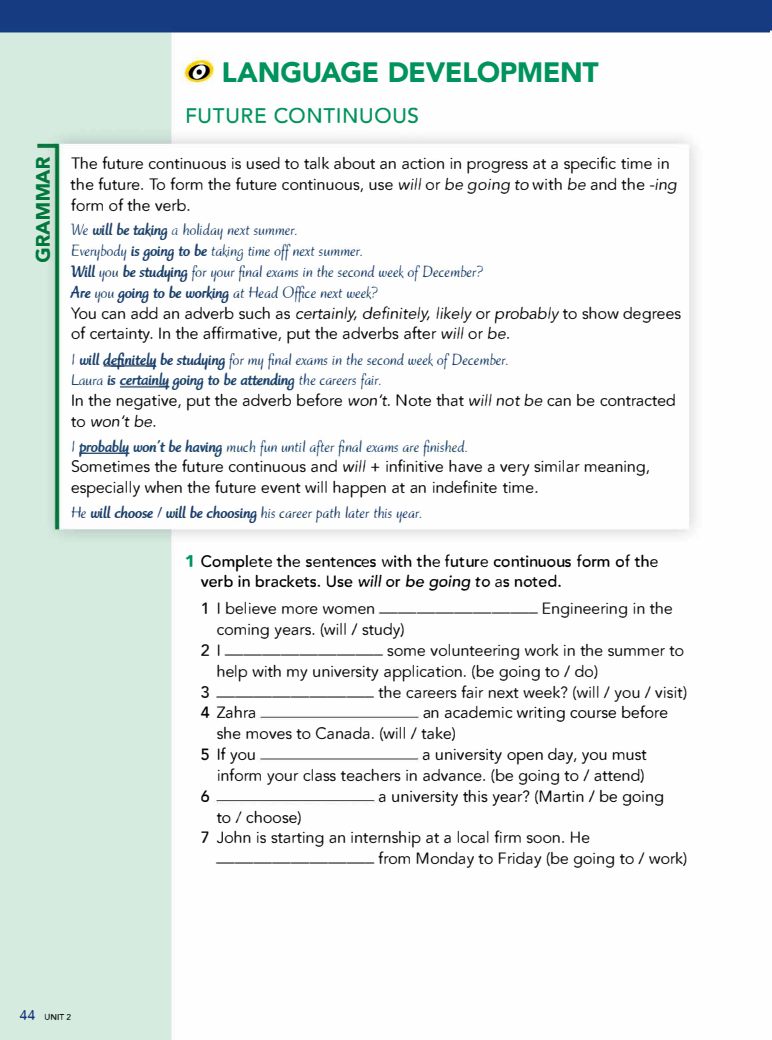 LANGUAGE DEVELOPMENT
FUTURE CONTINUOUS
GRAMMAR
The future continuous is used to talk about an action in progress at a specific time in
the future. To form the future continuous, use will or be going to with be and the -ing
form of the verb.
We will be taking a holiday next summer.
Everybody is going to be taking time off next summer.
Will you be studying for your final exams in the second week of December?
Are you going to be working at Head Office next week?
You can add an adverb such as certainly, definitely, likely or probably to show degrees
of certainty. In the affirmative, put the adverbs after will or be.
I will definitely be studying for my final exams in the second week of December.
Laura is certainly going to be attending the careers fair.
In the negative, put the adverb before won't. Note that will not be can be contracted
to won't be.
I probably won't be having much fun until after final exams are finished.
Sometimes the future continuous and will + infinitive have a very similar meaning,
especially when the future event will happen at an indefinite time.
He will choose / will be choosing his career path later this year.
1 Complete the sentences with the future continuous form of the
verb in brackets. Use will or be going to as noted.
1 I believe more women ____________________ Engineering in the
coming years. (will / study)
2 I ____________________ some volunteering work in the summer to
help with my university application. (be going to / do)
3 ____________________ the careers fair next week? (will / you / visit)
4 Zahra ____________________ an academic writing course before
she moves to Canada. (will / take)
5 If you ____________________ a university open day, you must
inform your class teachers in advance. (be going to / attend)
6 ____________________ a university this year? (Martin / be going
to / choose)
7 John is starting an internship at a local firm soon. He
____________________ from Monday to Friday (be going to / work)
44 UNIT 2